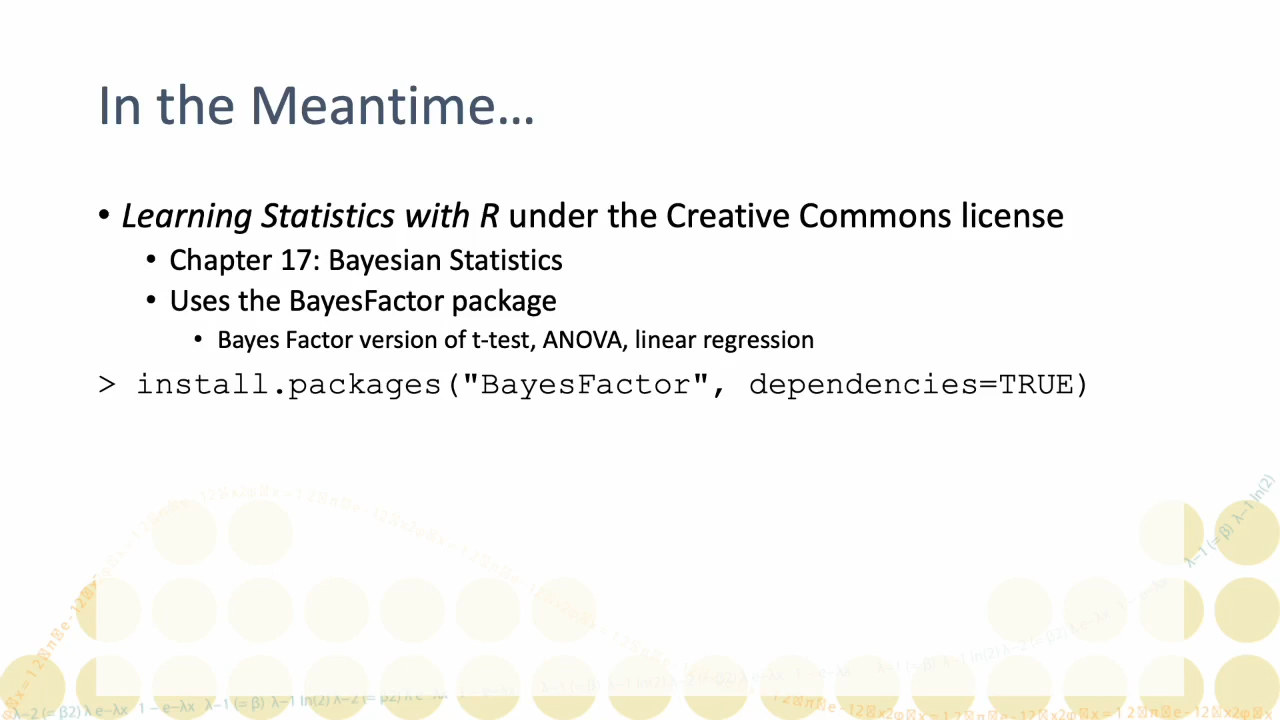 In the Meantime…
• Learning Statistics with R under the Creative Commons license
• Chapter 17: Bayesian Statistics
• Uses the BayesFactor package
• Bayes Factor version of t-test, ANOVA, linear regression
> install.packages("BayesFactor", dependencies=TRUE)